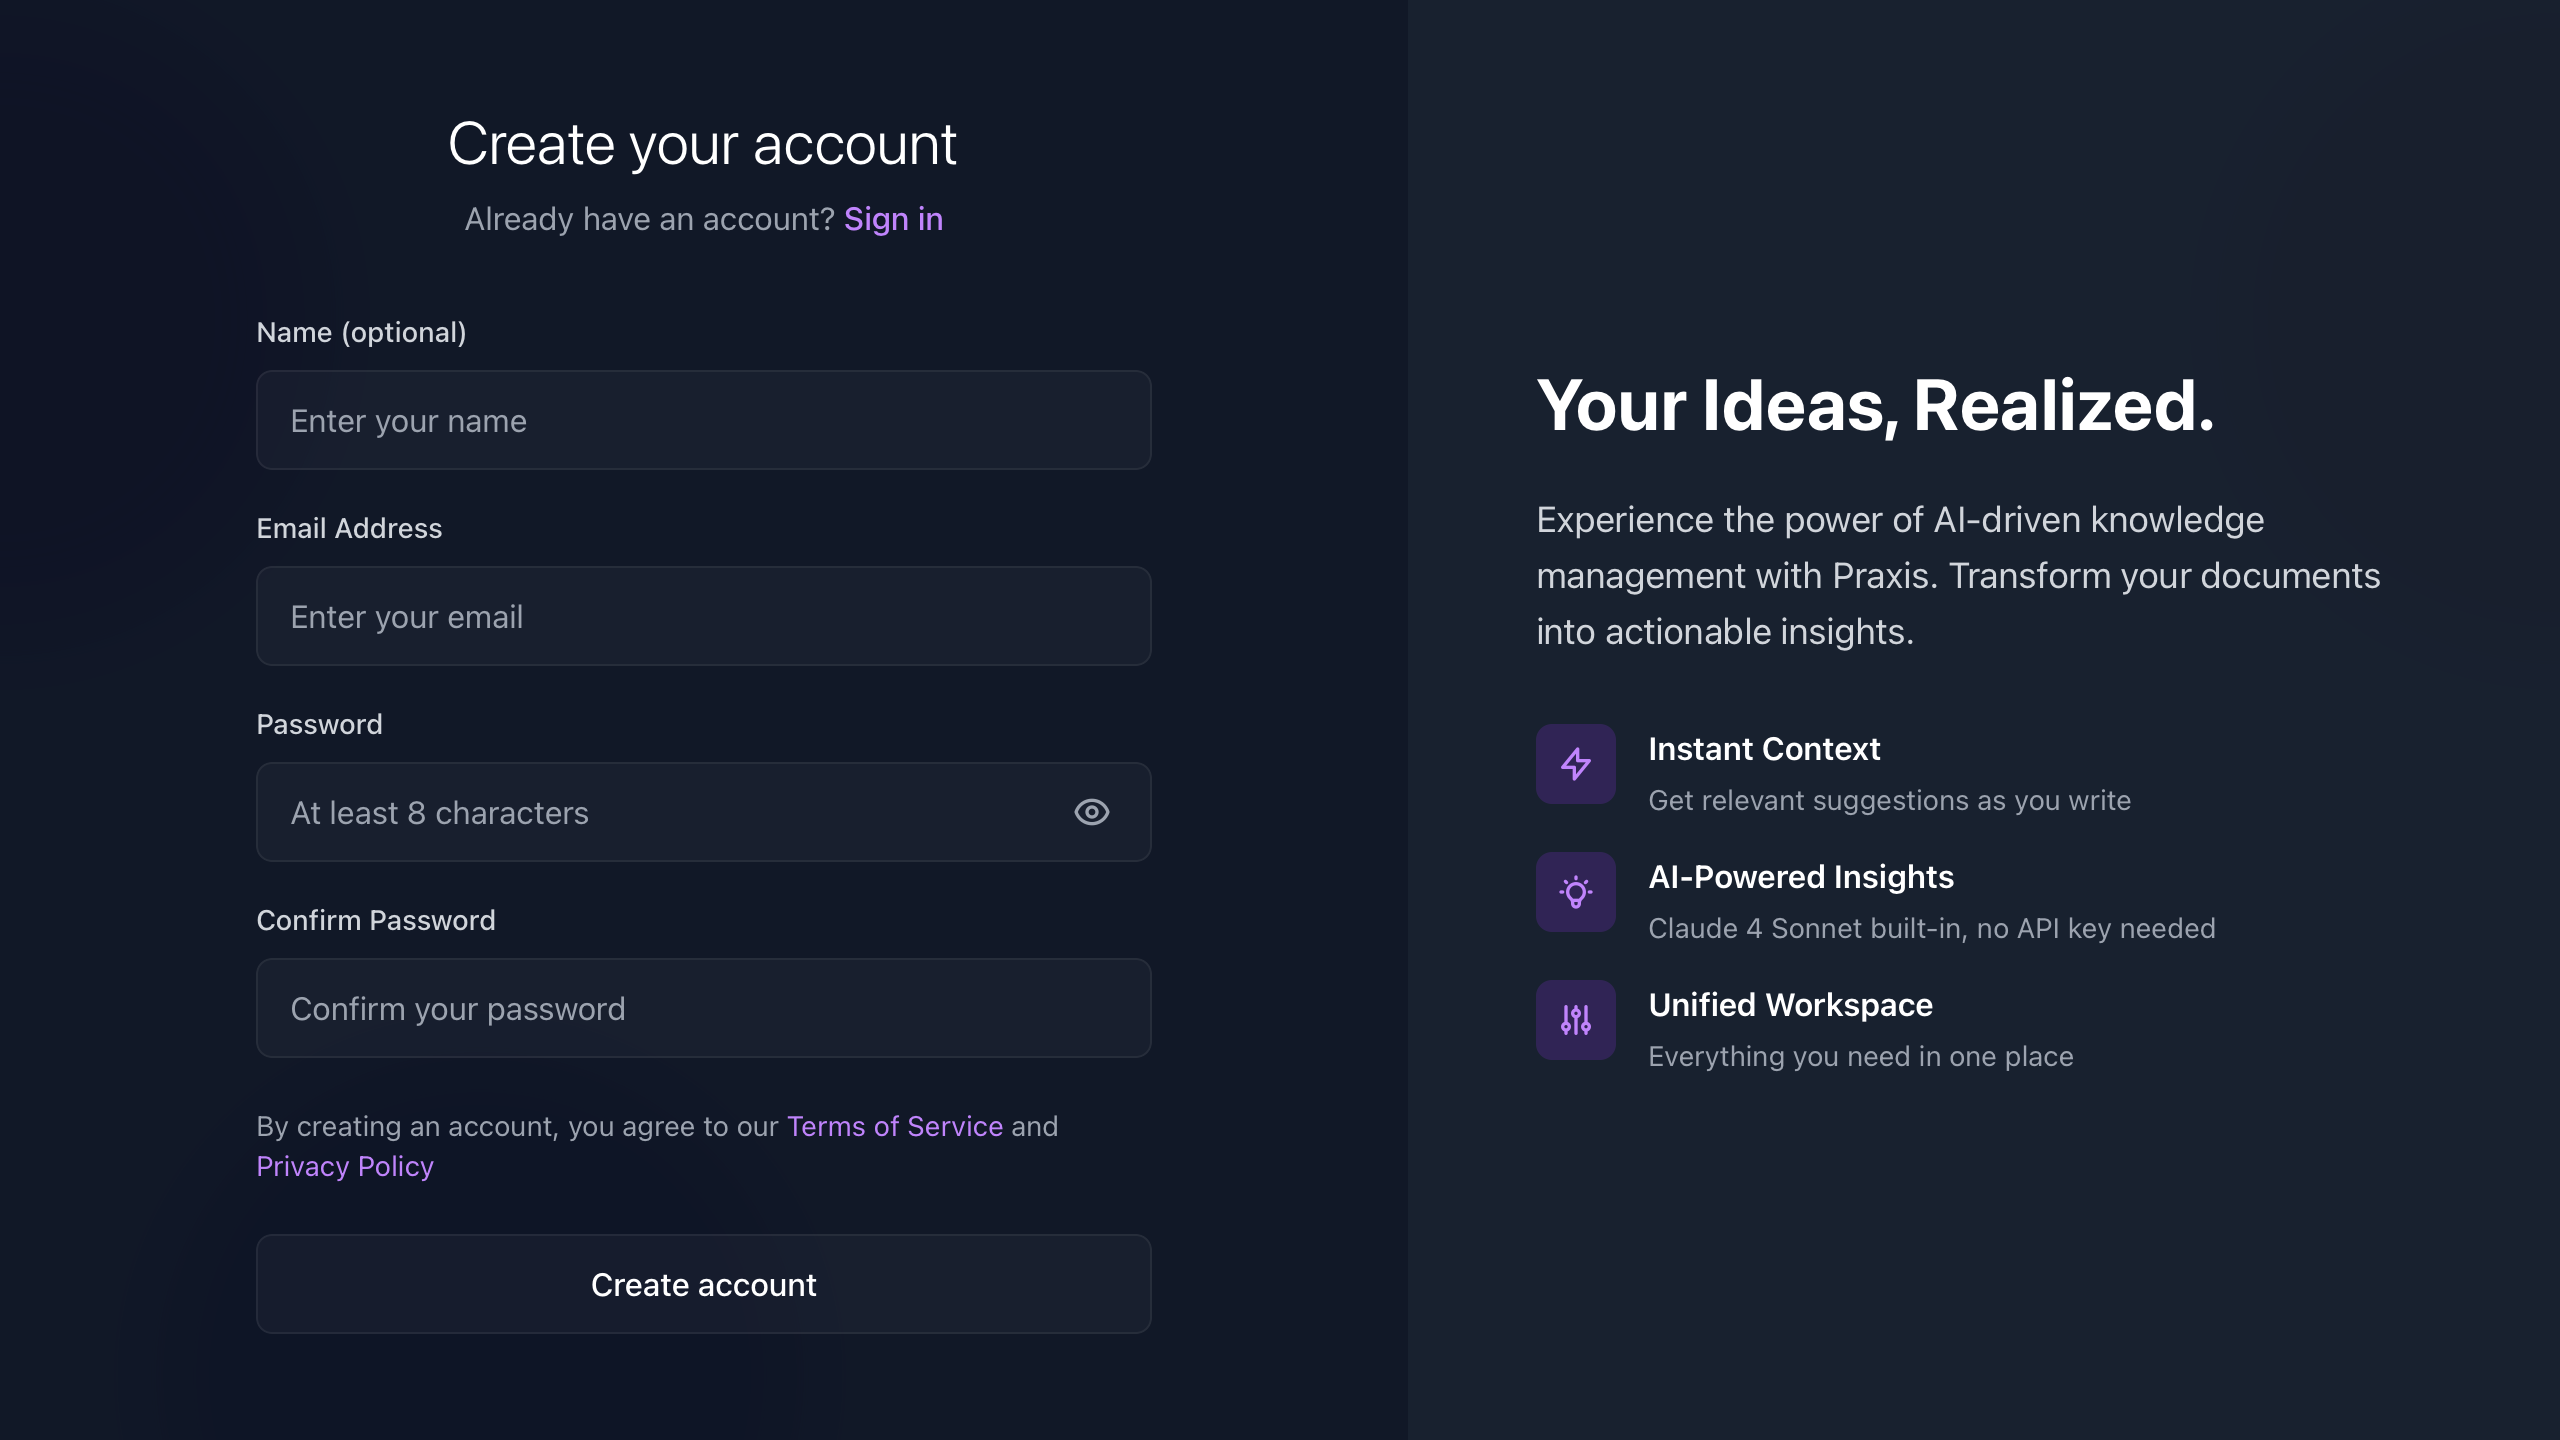 Create your account
Already have an account? Sign in
Name (optional)
Enter your name
Email Address
Enter your email
Password
At least 8 characters
Confirm Password
Confirm your password
By creating an account, you agree to our Terms of Service and
Privacy Policy
Create account
Your Ideas, Realized.
Experience the power of AI-driven knowledge
management with Praxis. Transform your documents
into actionable insights.
Instant Context
Get relevant suggestions as you write
AI-Powered Insights
Claude 4 Sonnet built-in, no API key needed
Unified Workspace
Everything you need in one place